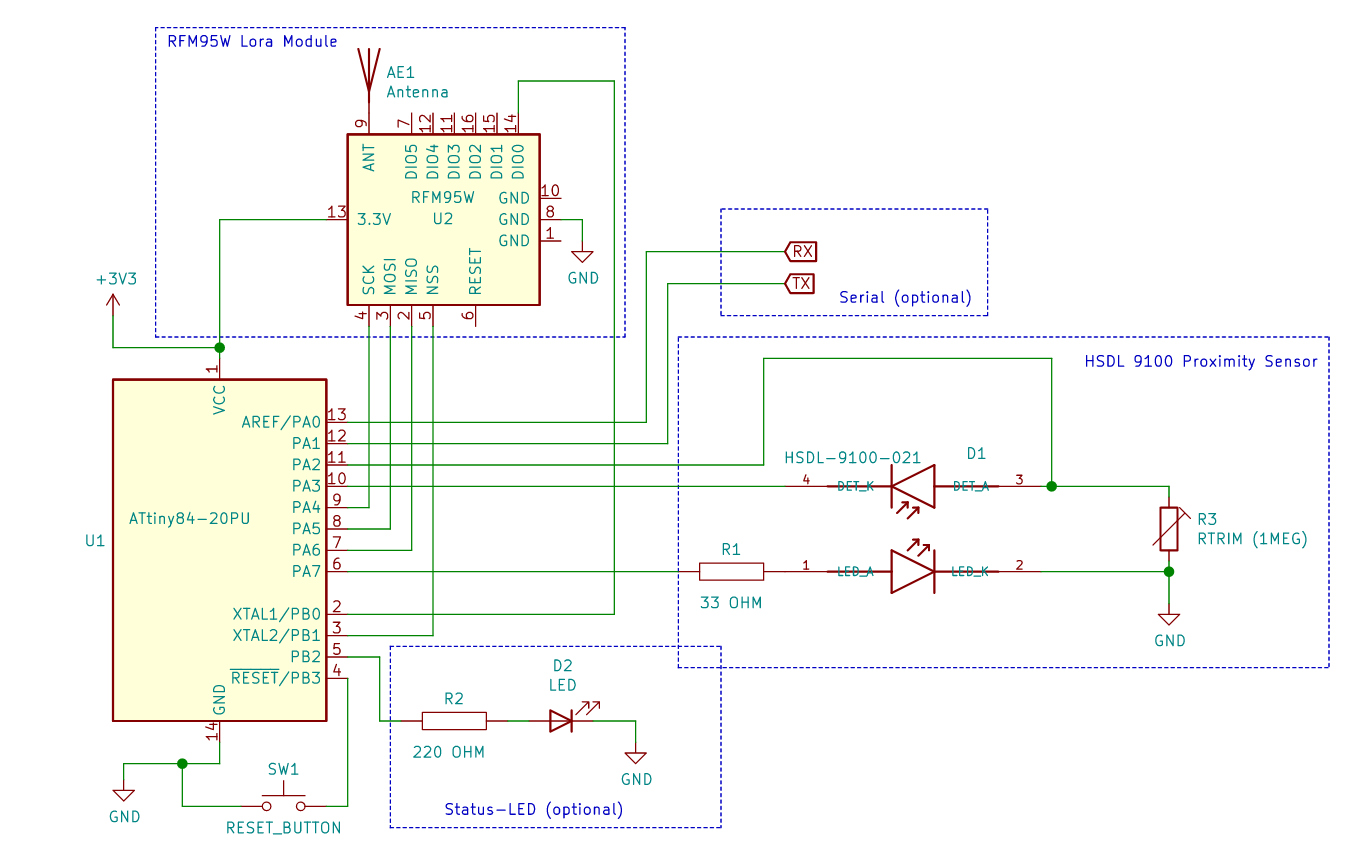 RFM95W Lora Module
AE1
Antenna
9
7
12
11
16
15
14
ANT
DIO5
DIO4
DIO3
DIO2
DIO1
DIO0
RFM95W
U2
13
3.3V
GND
10
GND
8
GND
1
GND
SCK
MOSI
MISO
NSS
RESET
4
3
2
5
6
RX
TX
Serial (optional)
+3V3
1
VCC
U1
ATtiny84-20PU
AREF/PA0
13
PA1
12
PA2
11
PA3
10
PA4
9
PA5
8
PA6
7
PA7
6
XTAL1/PB0
2
XTAL2/PB1
3
PB2
5
RESET/PB3
4
GND
14
GND
SW1
RESET_BUTTON
HSDL 9100 Proximity Sensor
HSDL-9100-021
D1
4
DET_K
DET_A
3
R3
RTRIM (1MEG)
R1
33 OHM
1
LED_A
LED_K
2
GND
D2
LED
R2
220 OHM
GND
Status-LED (optional)